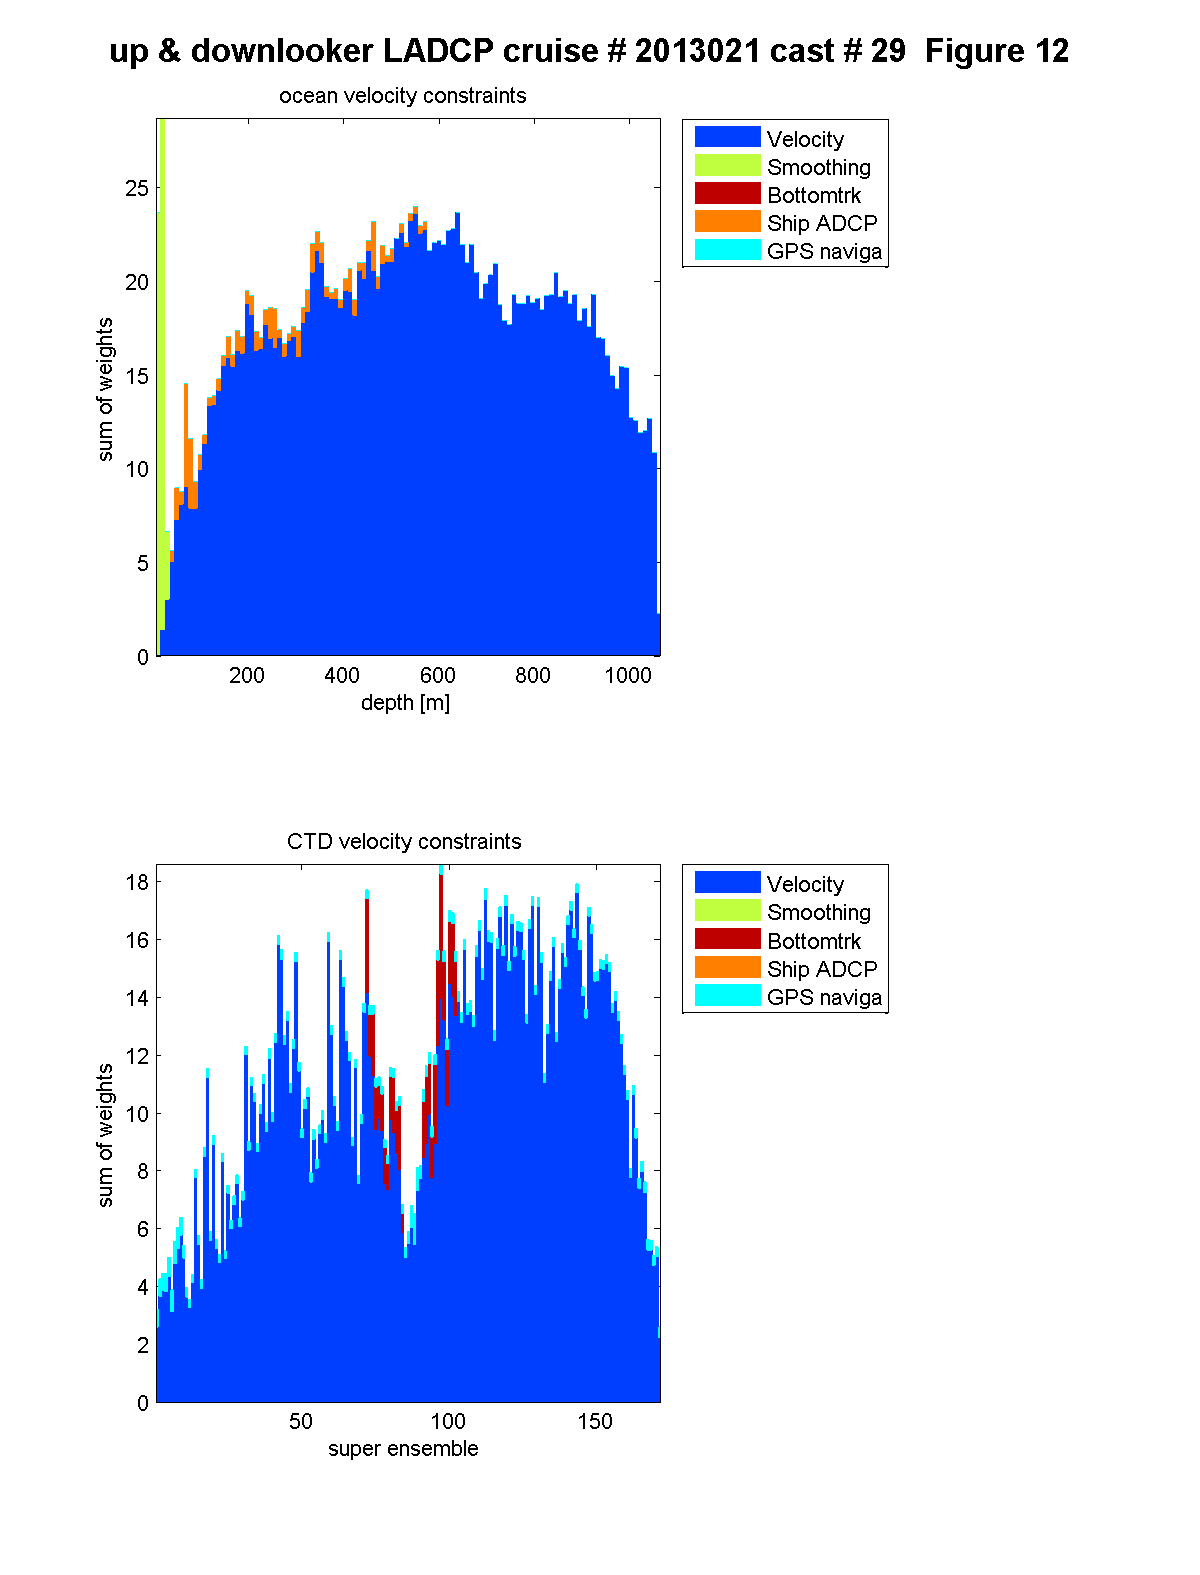 up & downlooker LADCP cruise # 2013021 cast # 29  Figure 12
ocean velocity constraints
25
20
15
10
5
0
sum of weights
200 400 600 800 1000
depth [m]
Velocity
Smoothing
Bottomtrk
Ship ADCP
GPS naviga
CTD velocity constraints
18
16
14
12
10
8
6
4
2
0
sum of weights
50 100 150
super ensemble
Velocity
Smoothing
Bottomtrk
Ship ADCP
GPS naviga